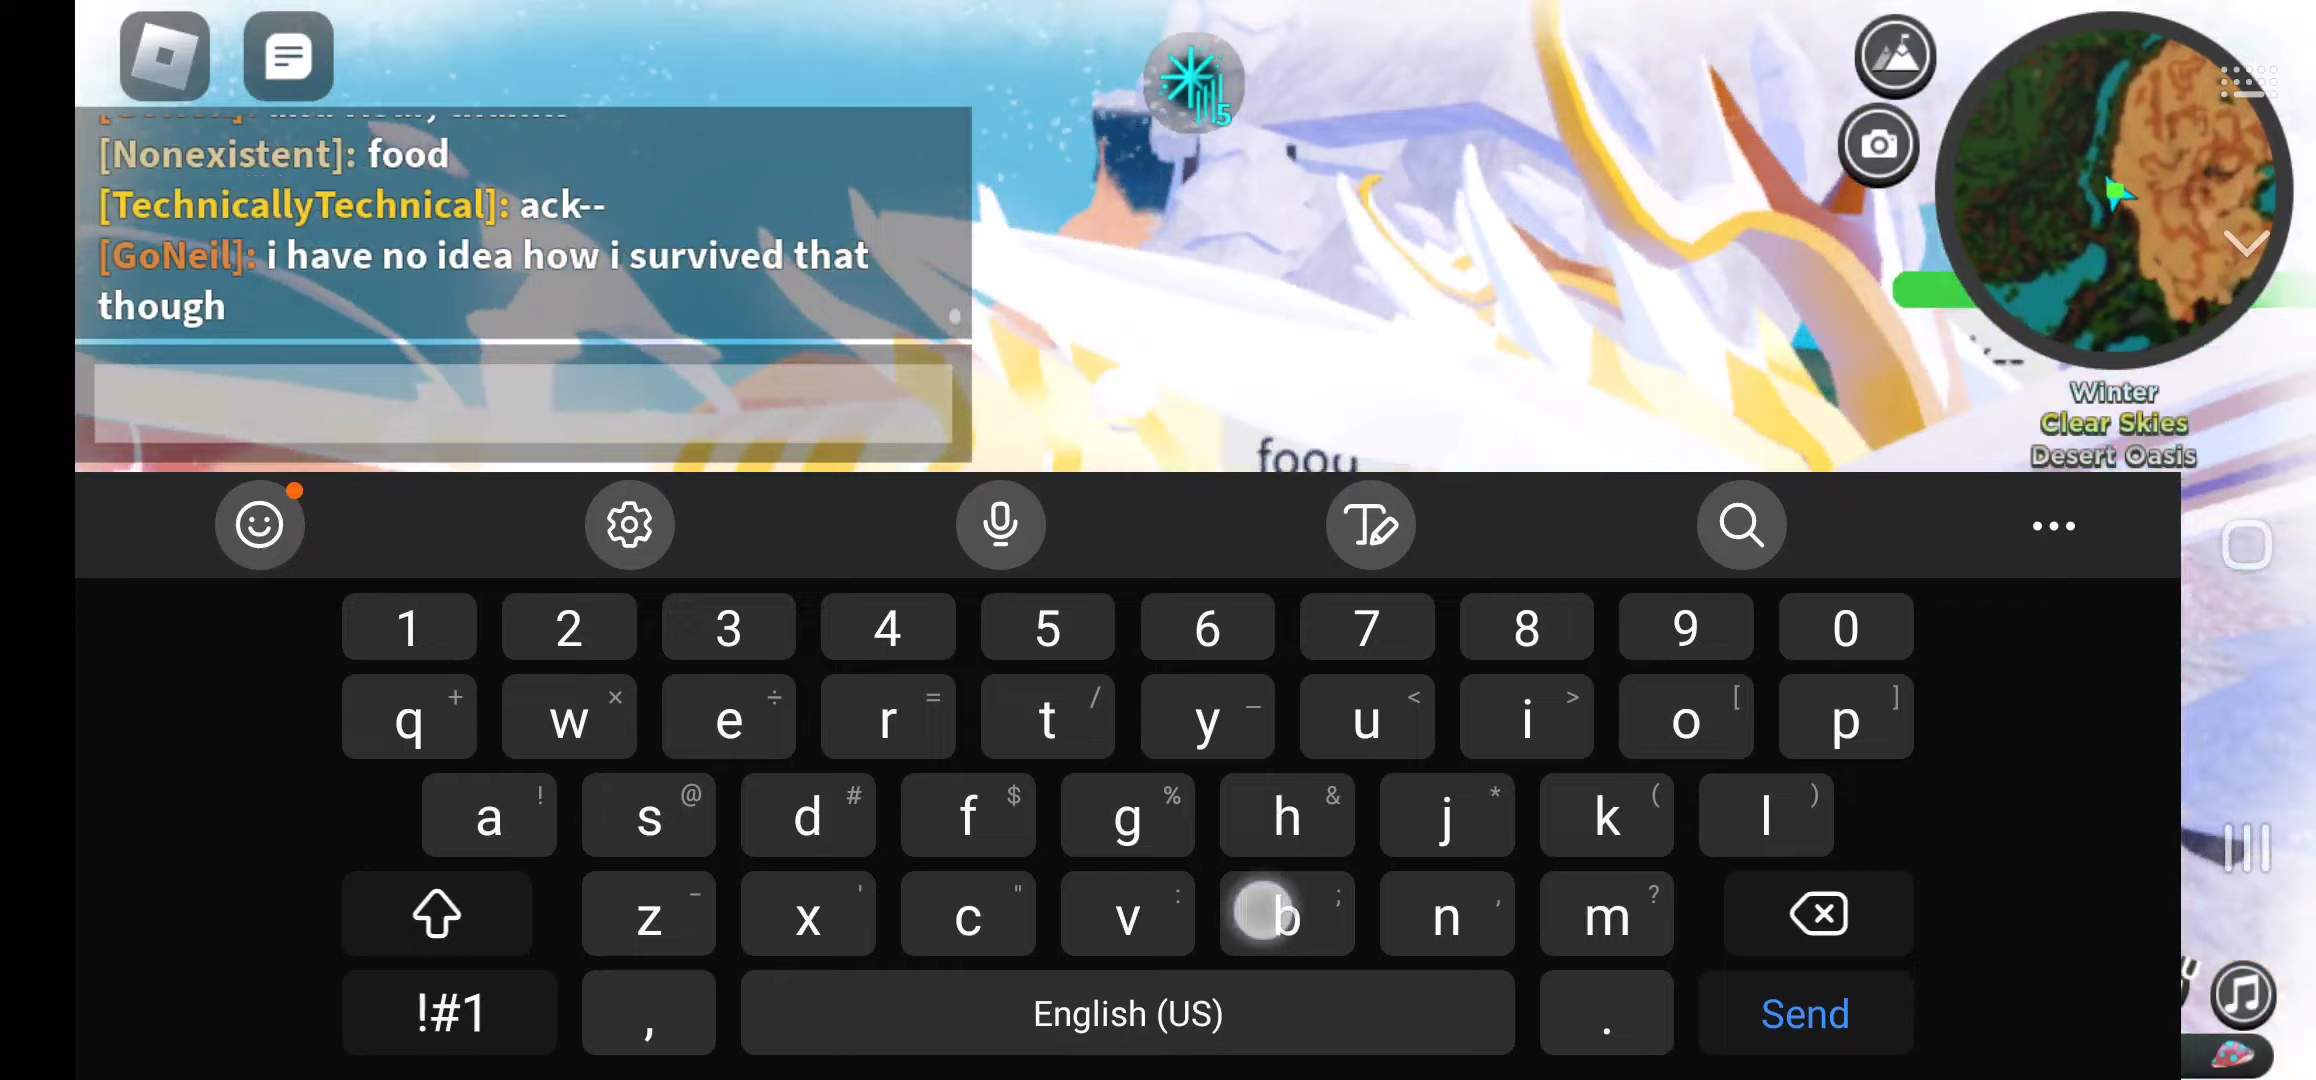 [Nonexistent]: food
[TechnicallyTechnical]: ack--
[GoNeil]: i have no idea how i survived that
though
5
Winter
Clear Skies
Desert Oasis
1 2 3 4 5 6 7 8 9 0
q + w × e ÷ r = t / y _ u < i > o [ p ]
a ! s @ d # f $ g % h & j * k ( l )
z - x ' c " v : b ; n , m ?
!#1 , English (US) . Send